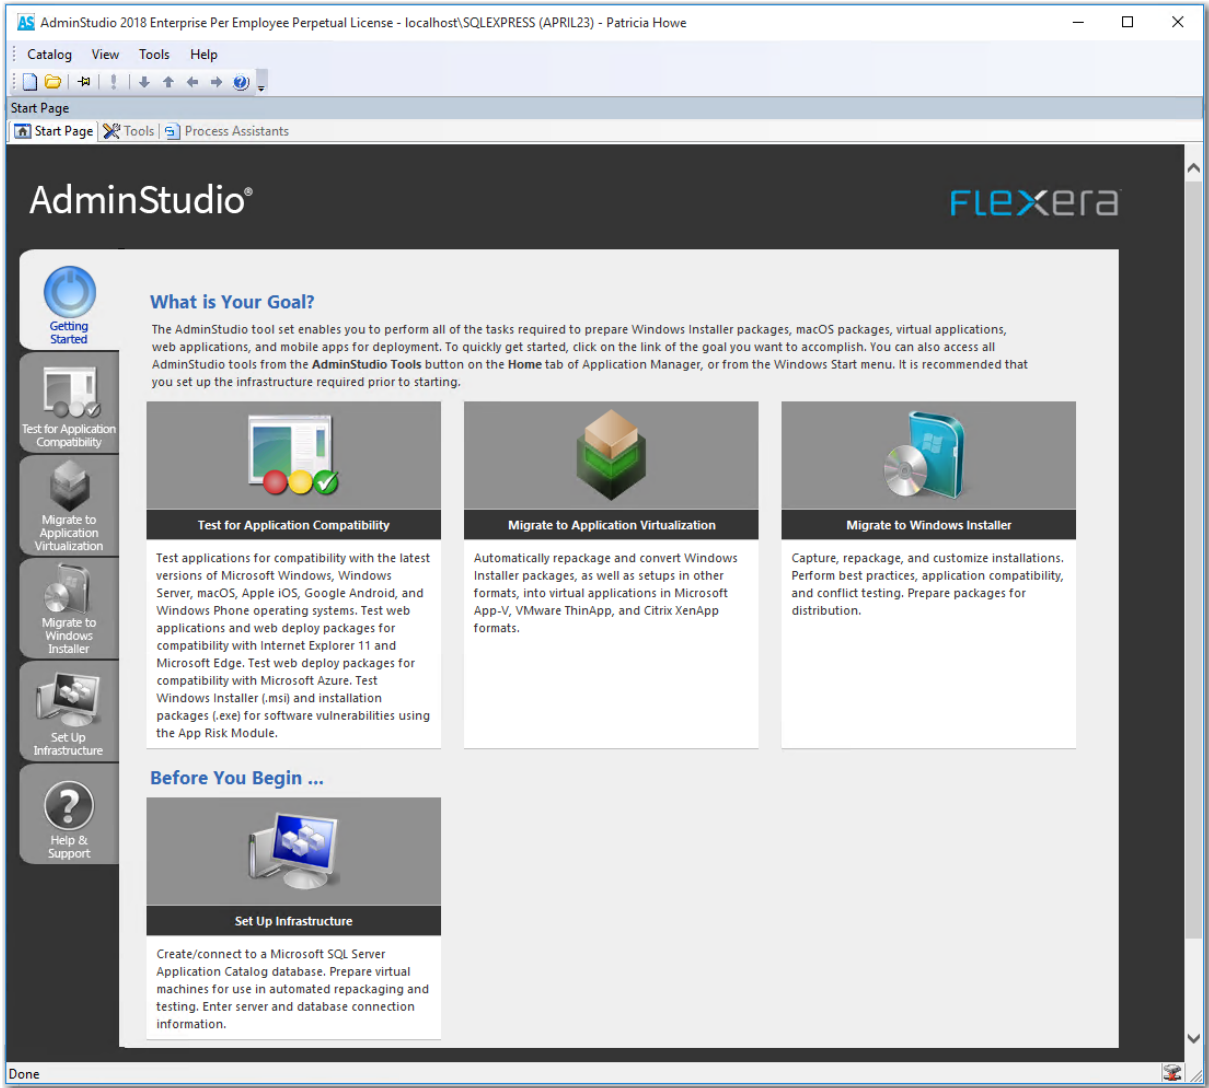 AS AdminStudio 2018 Enterprise Per Employee Perpetual License - localhost\SQLEXPRESS (APRIL23) - Patricia Howe
Catalog View Tools Help
Start Page
Start Page Tools Process Assistants
AdminStudio®
FLeXera
Getting
Started
Test for Application
Compatibility
Migrate to
Application
Virtualization
Migrate to
Windows
Installer
Set Up
Infrastructure
Help &
Support
What is Your Goal?
The AdminStudio tool set enables you to perform all of the tasks required to prepare Windows Installer packages, macOS packages, virtual applications,
web applications, and mobile apps for deployment. To quickly get started, click on the link of the goal you want to accomplish. You can also access all
AdminStudio tools from the AdminStudio Tools button on the Home tab of Application Manager, or from the Windows Start menu. It is recommended that
you set up the infrastructure required prior to starting.
Test for Application Compatibility
Test applications for compatibility with the latest
versions of Microsoft Windows, Windows
Server, macOS, Apple iOS, Google Android, and
Windows Phone operating systems. Test web
applications and web deploy packages for
compatibility with Internet Explorer 11 and
Microsoft Edge. Test web deploy packages for
compatibility with Microsoft Azure. Test
Windows Installer (.msi) and installation
packages (.exe) for software vulnerabilities using
the App Risk Module.
Migrate to Application Virtualization
Automatically repackage and convert Windows
Installer packages, as well as setups in other
formats, into virtual applications in Microsoft
App-V, VMware ThinApp, and Citrix XenApp
formats.
Migrate to Windows Installer
Capture, repackage, and customize installations.
Perform best practices, application compatibility,
and conflict testing. Prepare packages for
distribution.
Before You Begin ...
Set Up Infrastructure
Create/connect to a Microsoft SQL Server
Application Catalog database. Prepare virtual
machines for use in automated repackaging and
testing. Enter server and database connection
information.
Done